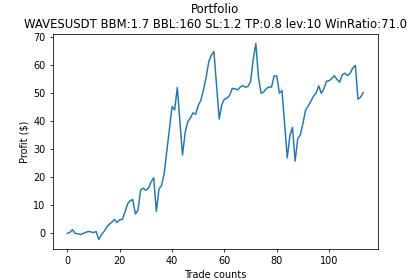 Portfolio
WAVESUSDT BBM:1.7 BBL:160 SL:1.2 TP:0.8 lev:10 WinRatio:71.0
70
60
50
40
30
20
10
0
Profit ($)
0 20 40 60 80 100
Trade counts